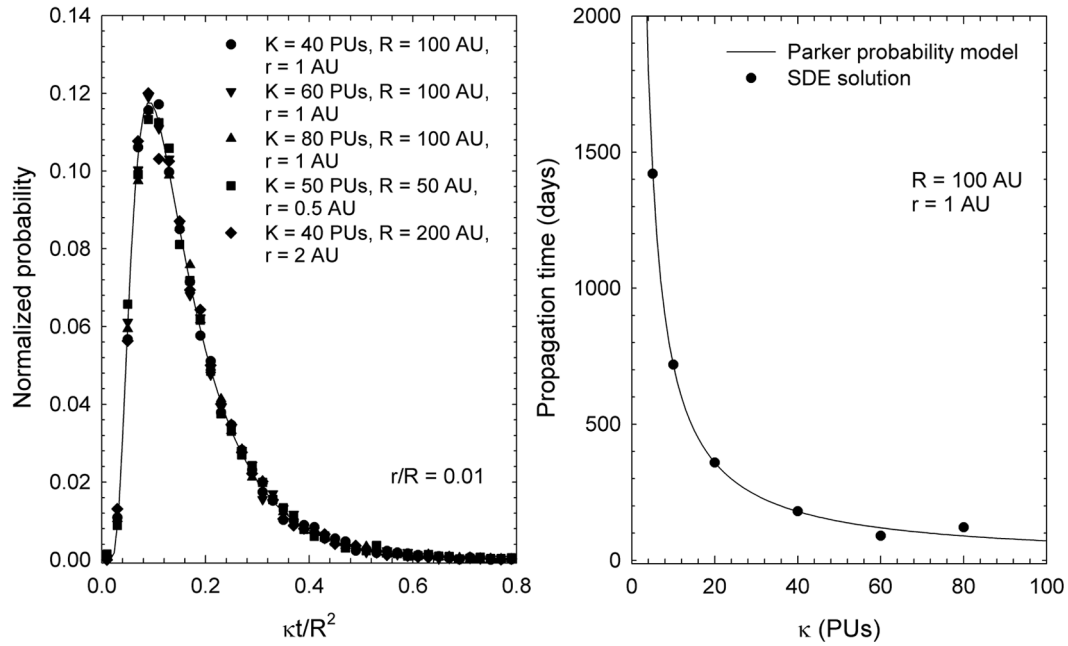 0.14
0.12
0.10
0.08
0.06
0.04
0.02
0.00
Normalized probability
K = 40 PUs, R = 100 AU,
r = 1 AU
K = 60 PUs, R = 100 AU,
r = 1 AU
K = 80 PUs, R = 100 AU,
r = 1 AU
K = 50 PUs, R = 50 AU,
r = 0.5 AU
K = 40 PUs, R = 200 AU,
r = 2 AU
r/R = 0.01
0.0 0.2 0.4 0.6 0.8
κt/R²
2000
1500
1000
500
0
Propagation time (days)
Parker probability model
SDE solution
R = 100 AU
r = 1 AU
0 20 40 60 80 100
κ (PUs)